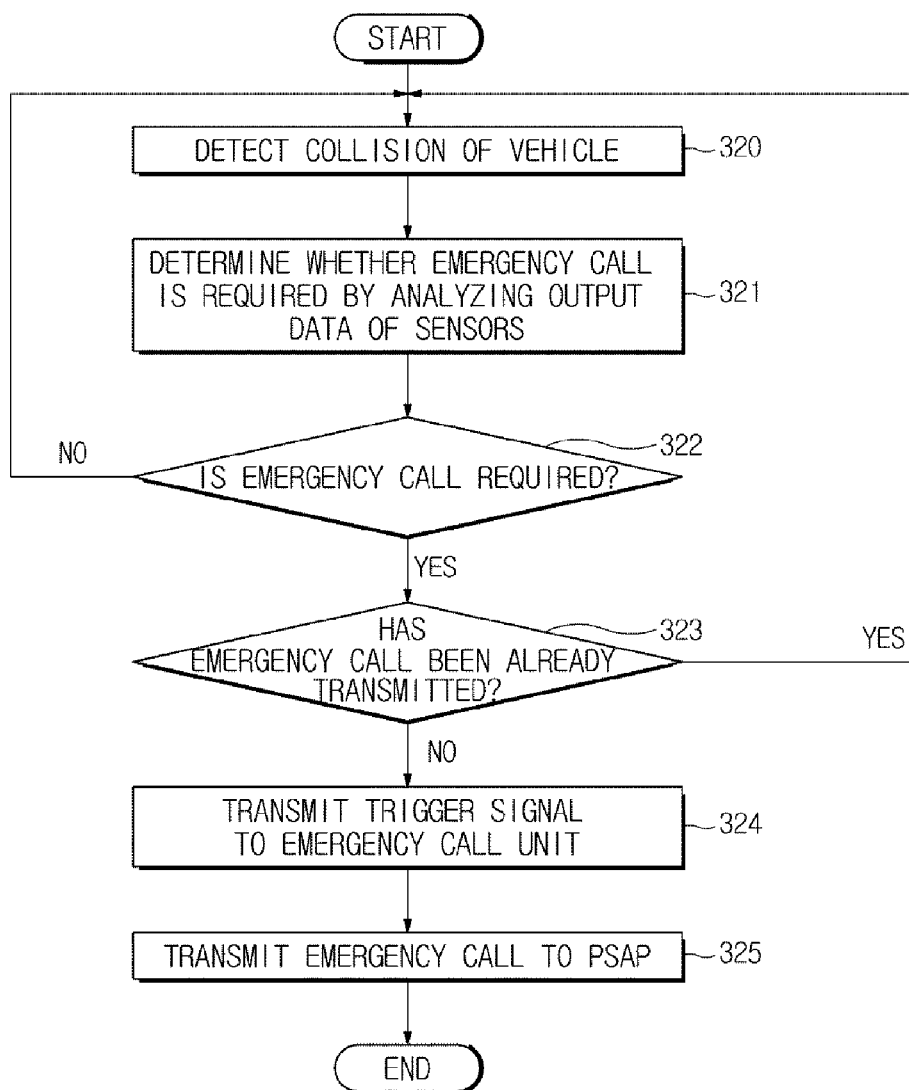 START
DETECT COLLISION OF VEHICLE
320
DETERMINE WHETHER EMERGENCY CALL
IS REQUIRED BY ANALYZING OUTPUT
DATA OF SENSORS
321
322
NO
IS EMERGENCY CALL REQUIRED?
YES
323
HAS
EMERGENCY CALL BEEN ALREADY
TRANSMITTED?
YES
NO
TRANSMIT TRIGGER SIGNAL
TO EMERGENCY CALL UNIT
324
TRANSMIT EMERGENCY CALL TO PSAP
325
END